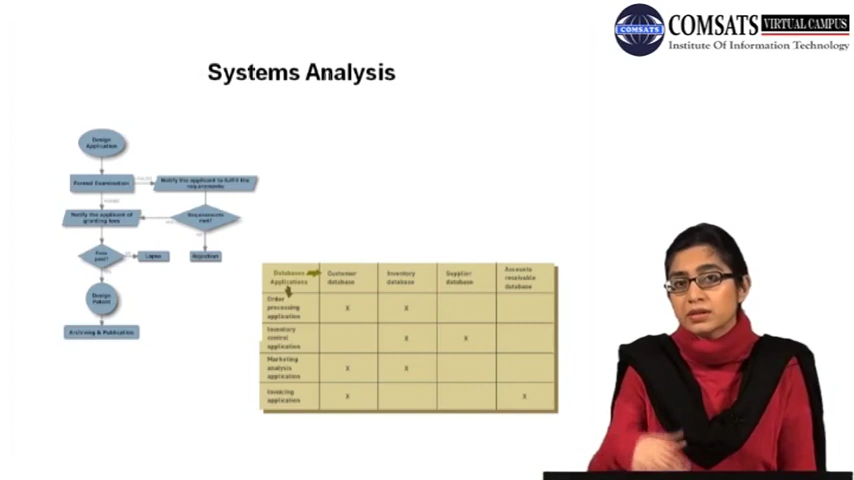 COMSATS VIRTUAL CAMPUS
COMSATS
Institute Of Information Technology
Systems Analysis
Design
Application
Formal Examination
Notify the applicant to fulfill the
requirements
Notify the applicant of
granting fees
Requirements
met?
Fees
paid?
Lapse
Rejection
Design
Patent
Archiving & Publication
Databases
Applications
Customer
database
Inventory
database
Supplier
database
Accounts
receivable
database
Order
processing
application
X
X
Inventory
control
application
X
X
Marketing
analysis
application
X
X
Invoicing
application
X
X